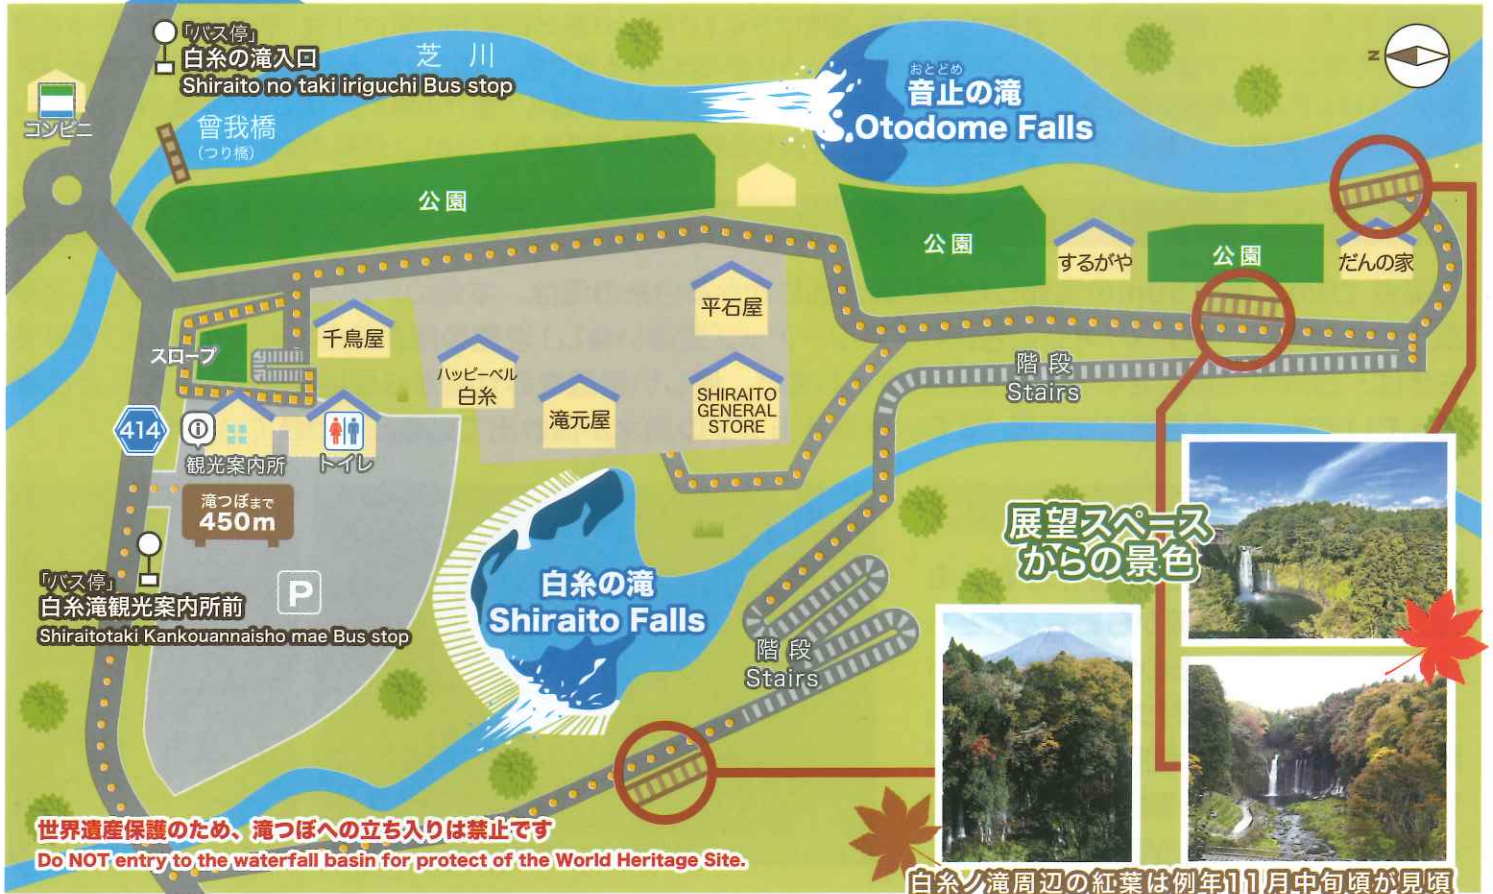 「バス停」
白糸の滝入口
Shiraito no taki iriguchi Bus stop
芝川
コンビニ
曾我橋
(つり橋)
おとどめ
音止の滝
Otodome Falls
N
公園
公園
するがや
公園
だんの家
平石屋
千鳥屋
ハッピーベル
白糸
滝元屋
SHIRAITO
GENERAL
STORE
スロープ
階段
Stairs
414
観光案内所
トイレ
滝つぼまで
450m
「バス停」
白糸滝観光案内所前
Shiraitotaki Kankouannaisho mae Bus stop
P
白糸の滝
Shiraito Falls
階段
Stairs
展望スペース
からの景色
世界遺産保護のため、滝つぼへの立ち入りは禁止です
Do NOT entry to the waterfall basin for protect of the World Heritage Site.
白糸ノ滝周辺の紅葉は例年11月中旬頃が見頃